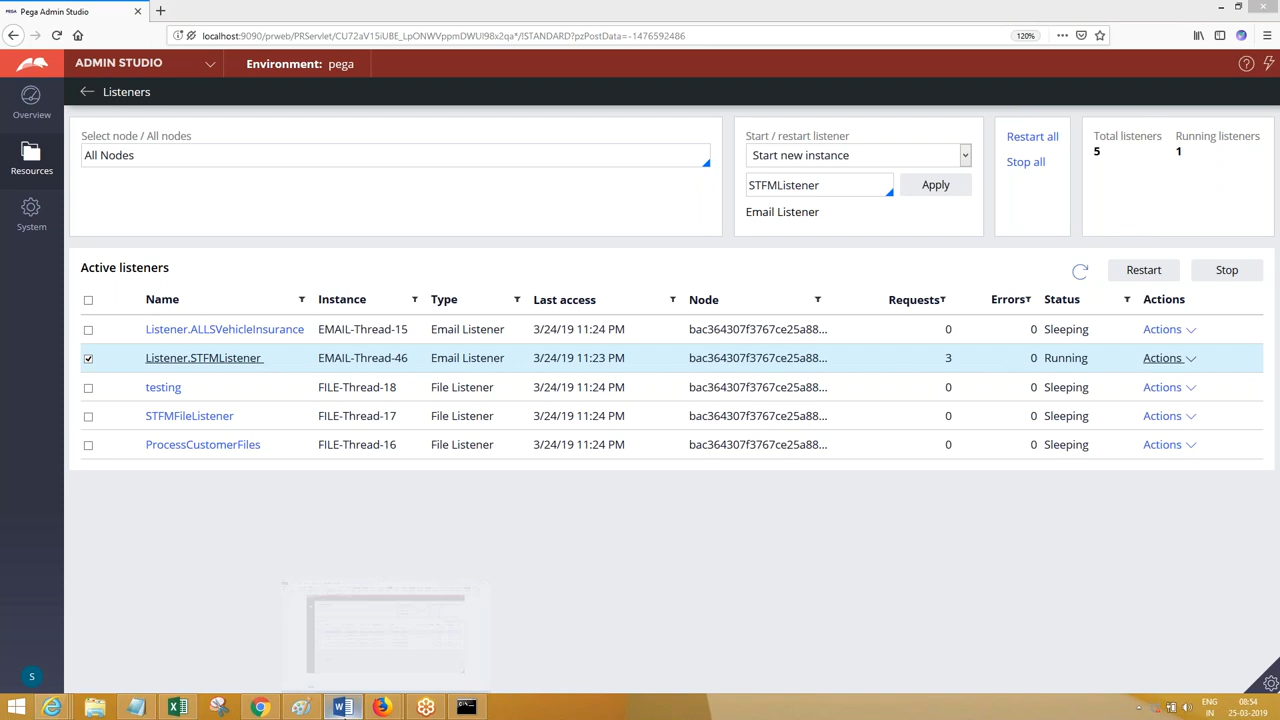 PEGA Pega Admin Studio
localhost:9090/prweb/PRServlet/CU72aV15iUBE_LpONWVppmDWUI98x2qa*/!STANDARD?pzPostData=-1476592486
120%
ADMIN STUDIO
Environment: pega
Listeners
Overview
Resources
System
S
Select node / All nodes
All Nodes
Start / restart listener
Start new instance
STFMListener
Apply
Email Listener
Restart all
Stop all
Total listeners Running listeners
5 1
Active listeners
Restart Stop
Name Instance Type Last access Node Requests Errors Status Actions
Listener.ALLSVehicleInsurance EMAIL-Thread-15 Email Listener 3/24/19 11:24 PM bac364307f3767ce25a88... 0 0 Sleeping Actions
Listener.STFMListener EMAIL-Thread-46 Email Listener 3/24/19 11:23 PM bac364307f3767ce25a88... 3 0 Running Actions
testing FILE-Thread-18 File Listener 3/24/19 11:24 PM bac364307f3767ce25a88... 0 0 Sleeping Actions
STFMFileListener FILE-Thread-17 File Listener 3/24/19 11:24 PM bac364307f3767ce25a88... 0 0 Sleeping Actions
ProcessCustomerFiles FILE-Thread-16 File Listener 3/24/19 11:24 PM bac364307f3767ce25a88... 0 0 Sleeping Actions
ENG 08:54
IN 25-03-2019